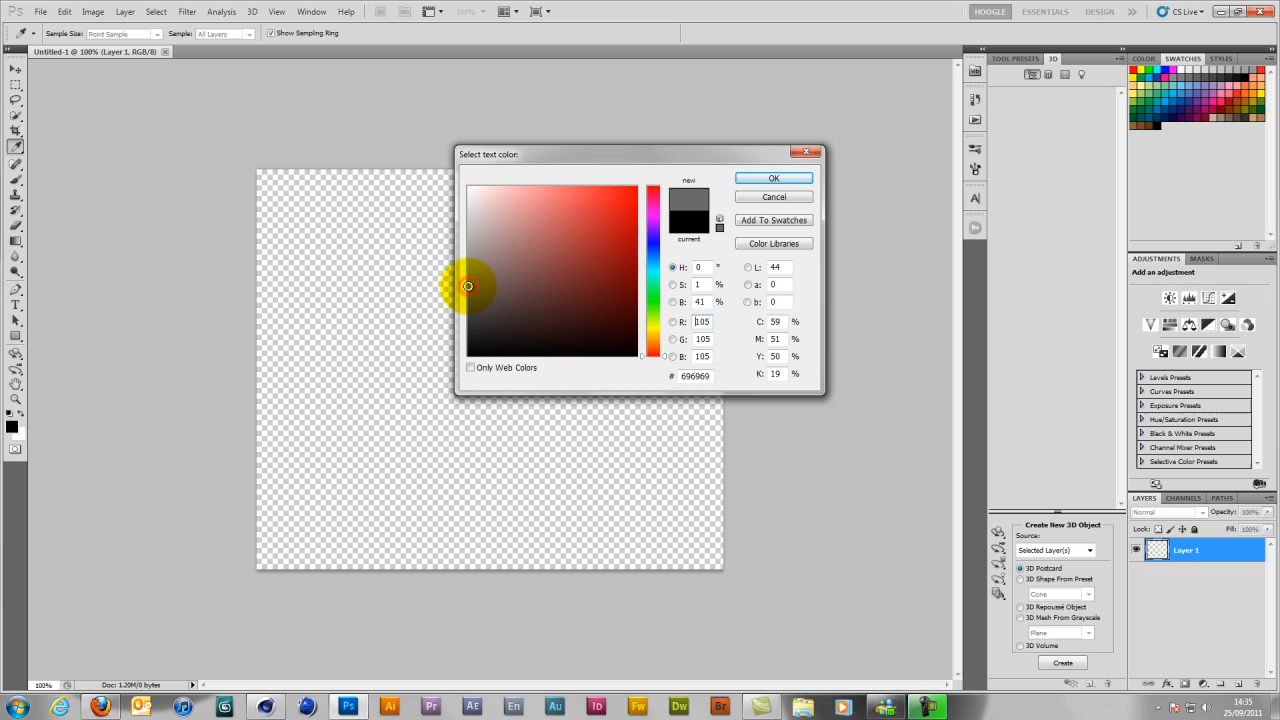 File Edit Image Layer Select Filter Analysis 3D View Window Help 100% HOOGLE ESSENTIALS DESIGN CS Live
Sample Size: Point Sample Sample: All Layers Show Sampling Ring
Untitled-1 @ 100% (Layer 1, RGB/8)
TOOL PRESETS 3D
COLOR SWATCHES STYLES
Select text color:
new
current
OK
Cancel
Add To Swatches
Color Libraries
H: 0 °
S: 1 %
B: 41 %
R: 105
G: 105
B: 105
# 696969
L: 44
a: 0
b: 0
C: 59 %
M: 51 %
Y: 50 %
K: 19 %
Only Web Colors
ADJUSTMENTS MASKS
Add an adjustment
Levels Presets
Curves Presets
Exposure Presets
Hue/Saturation Presets
Black & White Presets
Channel Mixer Presets
Selective Color Presets
LAYERS CHANNELS PATHS
Normal Opacity: 100%
Lock: Fill: 100%
Layer 1
Create New 3D Object
Source:
Selected Layer(s)
3D Postcard
3D Shape From Preset
Cone
3D Repoussé Object
3D Mesh From Grayscale
Plane
3D Volume
Create
100% Doc: 1.20M/0 bytes
Ps Ai Pr Ae En Au Id Fw Dw Br
14:35
25/09/2011